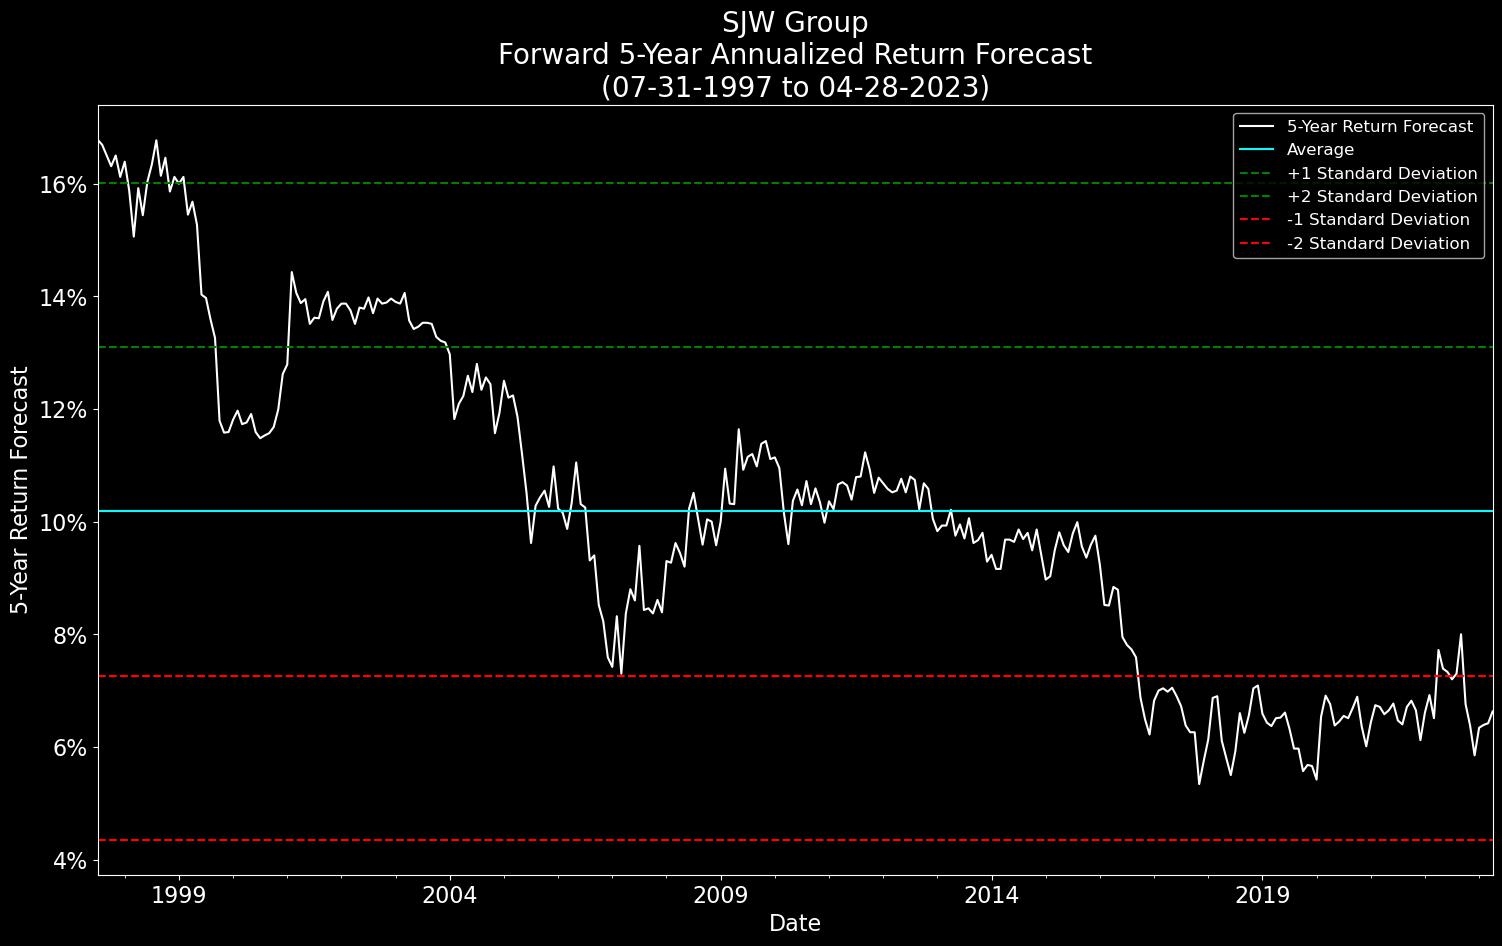 SJW Group
Forward 5-Year Annualized Return Forecast
(07-31-1997 to 04-28-2023)
5-Year Return Forecast
Average
+1 Standard Deviation
+2 Standard Deviation
-1 Standard Deviation
-2 Standard Deviation
16%
14%
12%
10%
8%
6%
4%
5-Year Return Forecast
1999 2004 2009 2014 2019
Date